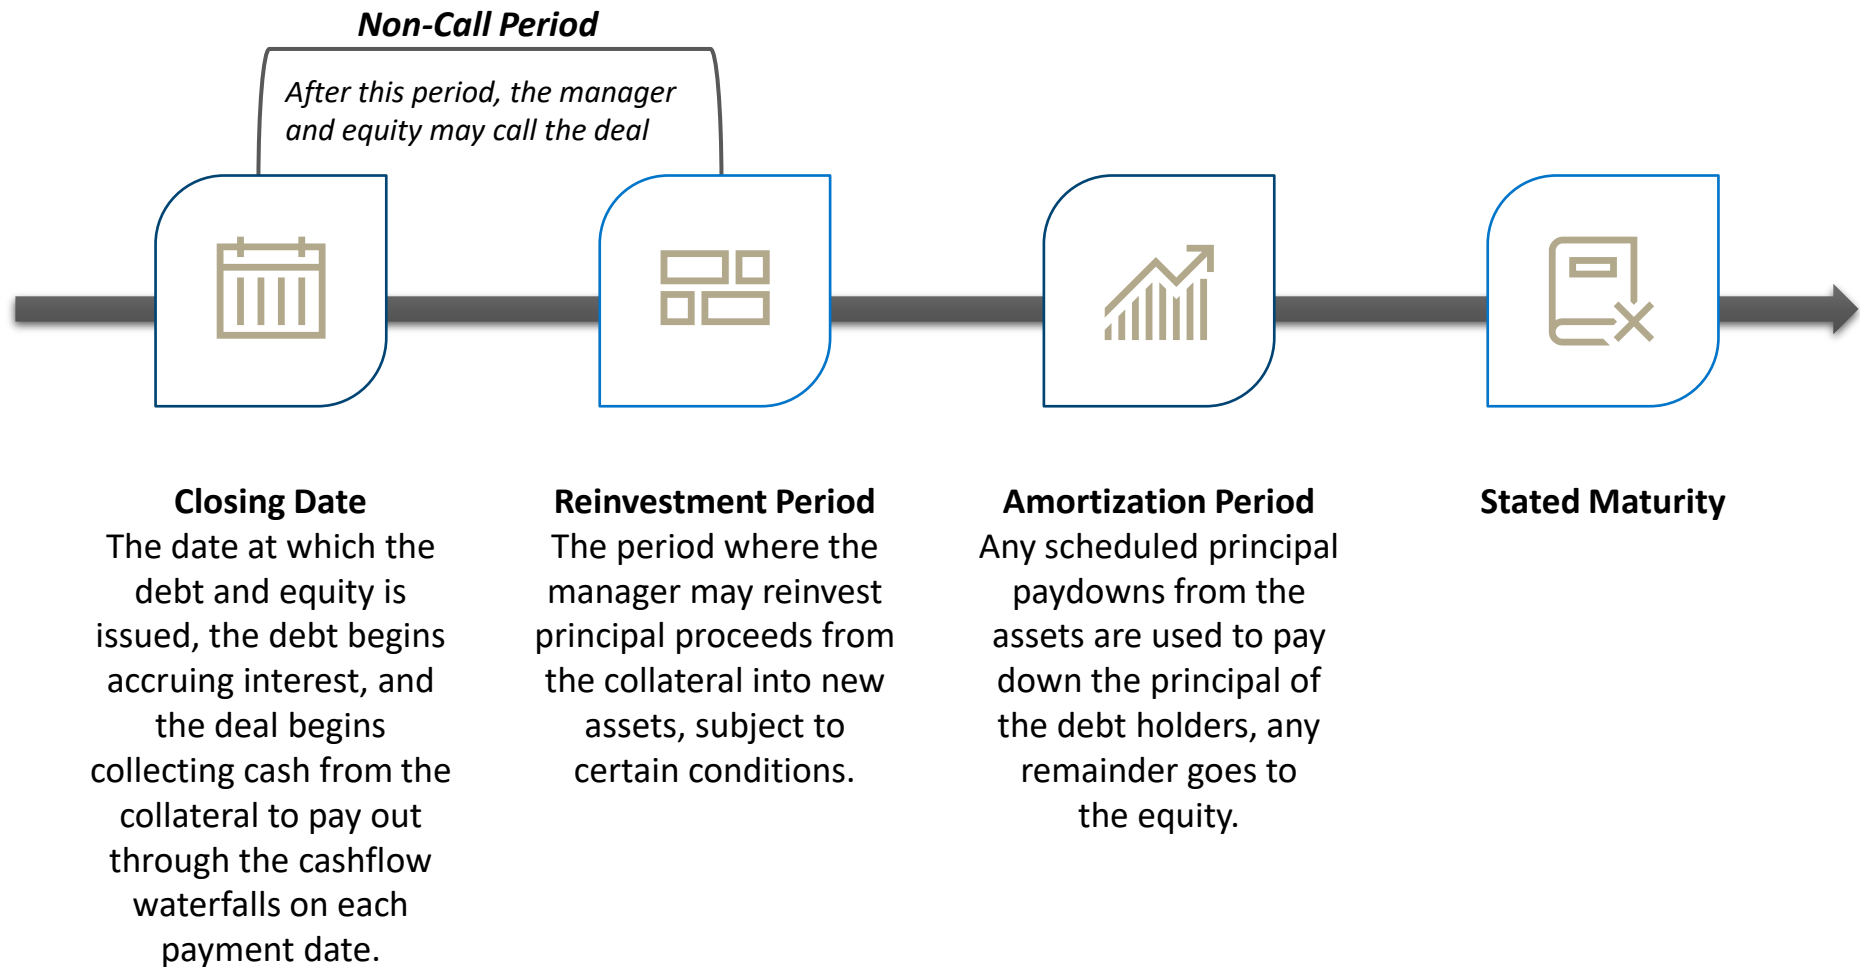 Non-Call Period
After this period, the manager
and equity may call the deal
Closing Date
The date at which the
debt and equity is
issued, the debt begins
accruing interest, and
the deal begins
collecting cash from the
collateral to pay out
through the cashflow
waterfalls on each
payment date.
Reinvestment Period
The period where the
manager may reinvest
principal proceeds from
the collateral into new
assets, subject to
certain conditions.
Amortization Period
Any scheduled principal
paydowns from the
assets are used to pay
down the principal of
the debt holders, any
remainder goes to
the equity.
Stated Maturity